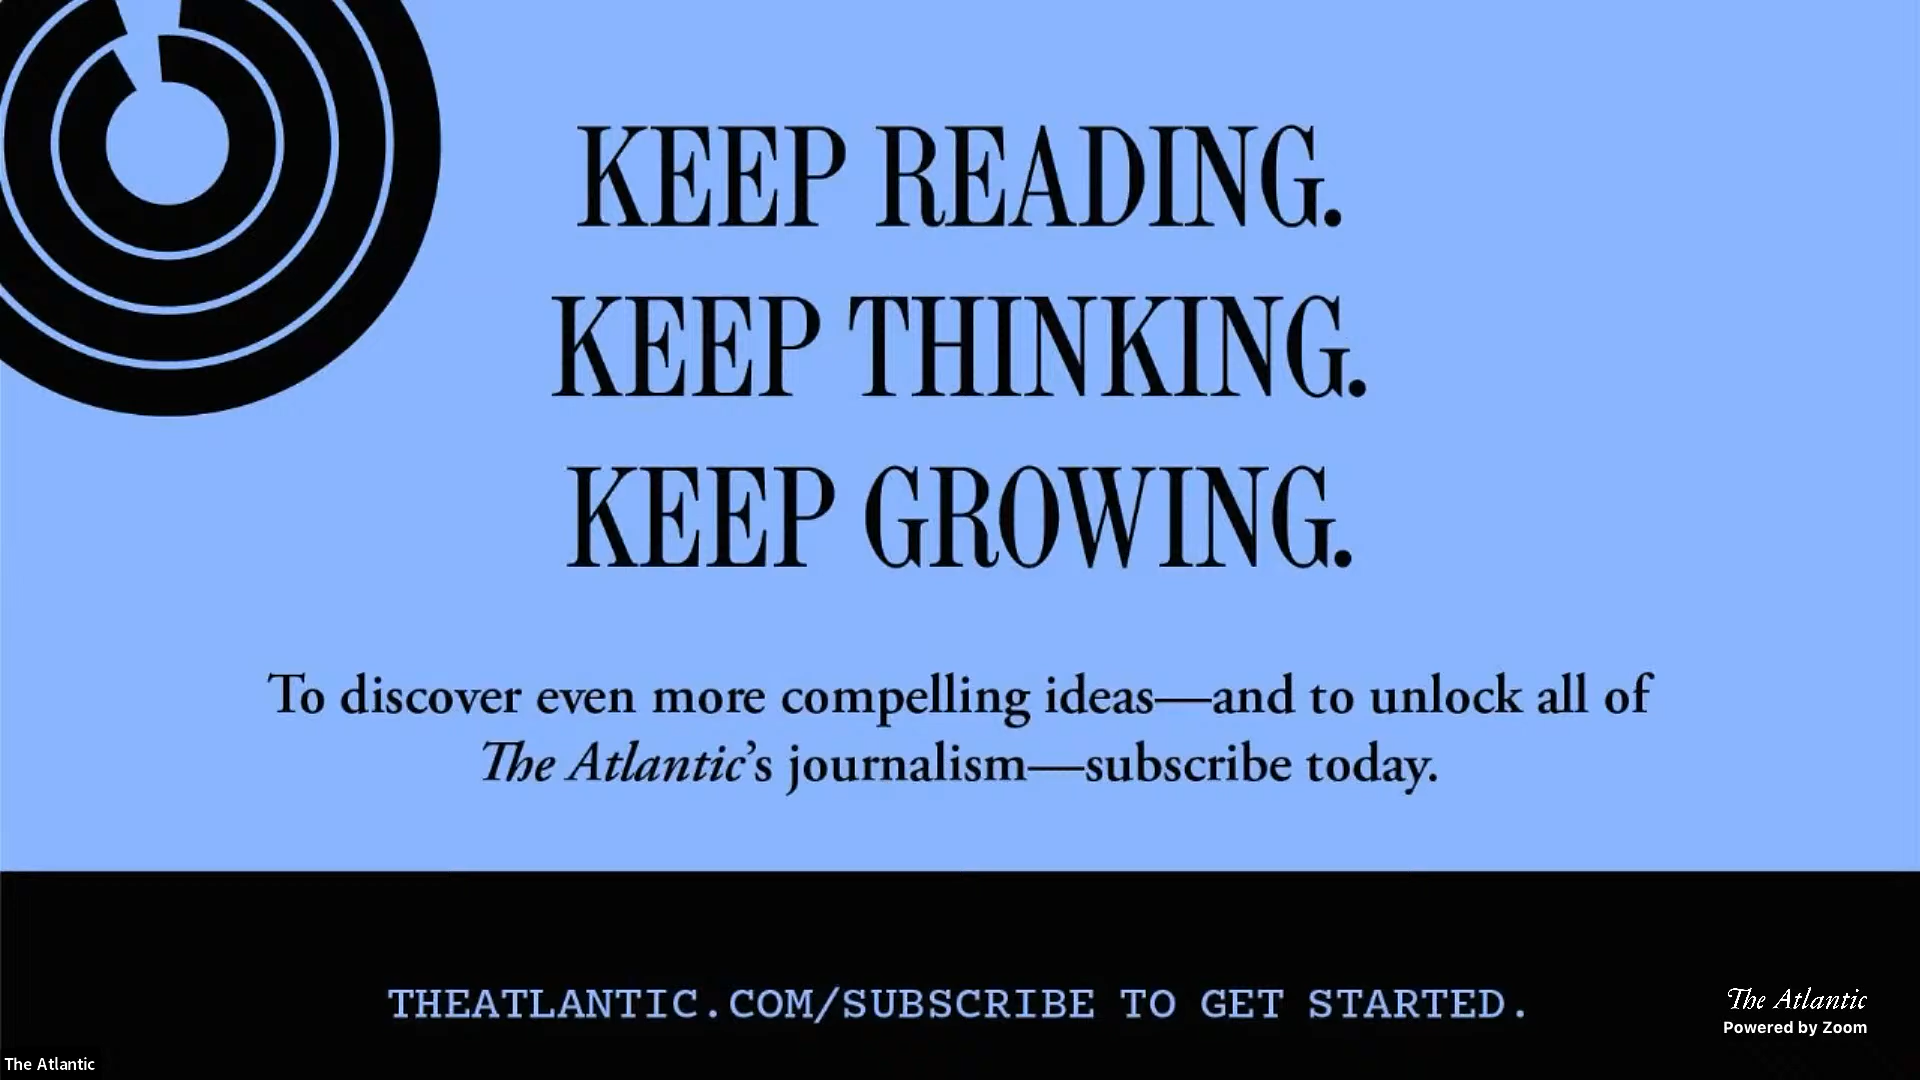 KEEP READING.
KEEP THINKING.
KEEP GROWING.
To discover even more compelling ideas—and to unlock all of
The Atlantic’s journalism—subscribe today.
THEATLANTIC.COM/SUBSCRIBE TO GET STARTED.
The Atlantic
Powered by Zoom
The Atlantic